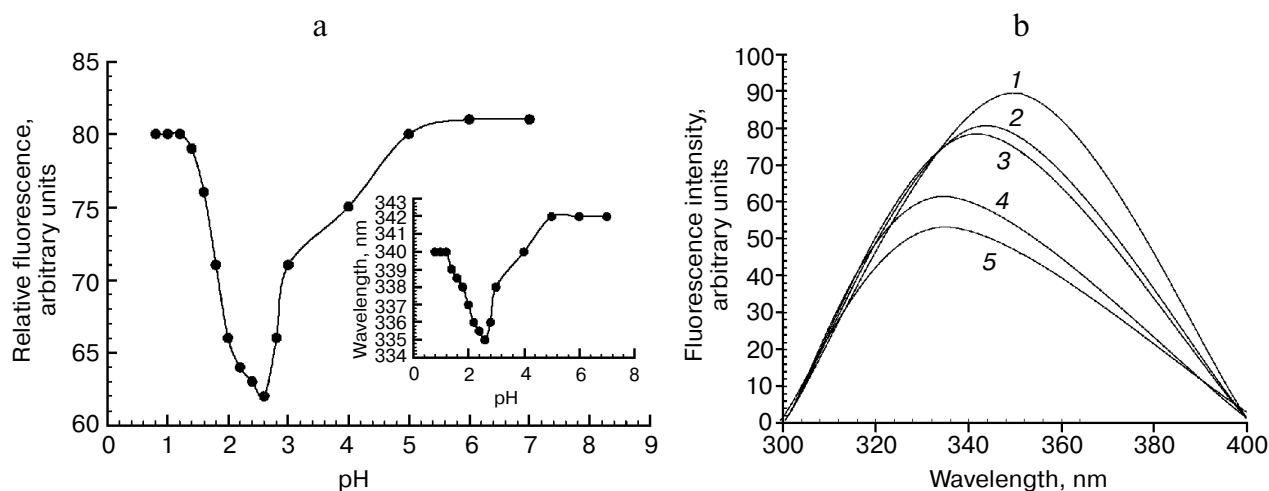 a
Relative fluorescence,
arbitrary units
85
80
75
70
65
60
0 1 2 3 4 5 6 7 8 9
pH
Wavelength, nm
342
341
340
339
338
337
336
335
334
0 2 4 6 8
pH
b
Fluorescence intensity,
arbitrary units
100
90
80
70
60
50
40
30
20
10
0
1
2
3
4
5
300 320 340 360 380 400
Wavelength, nm